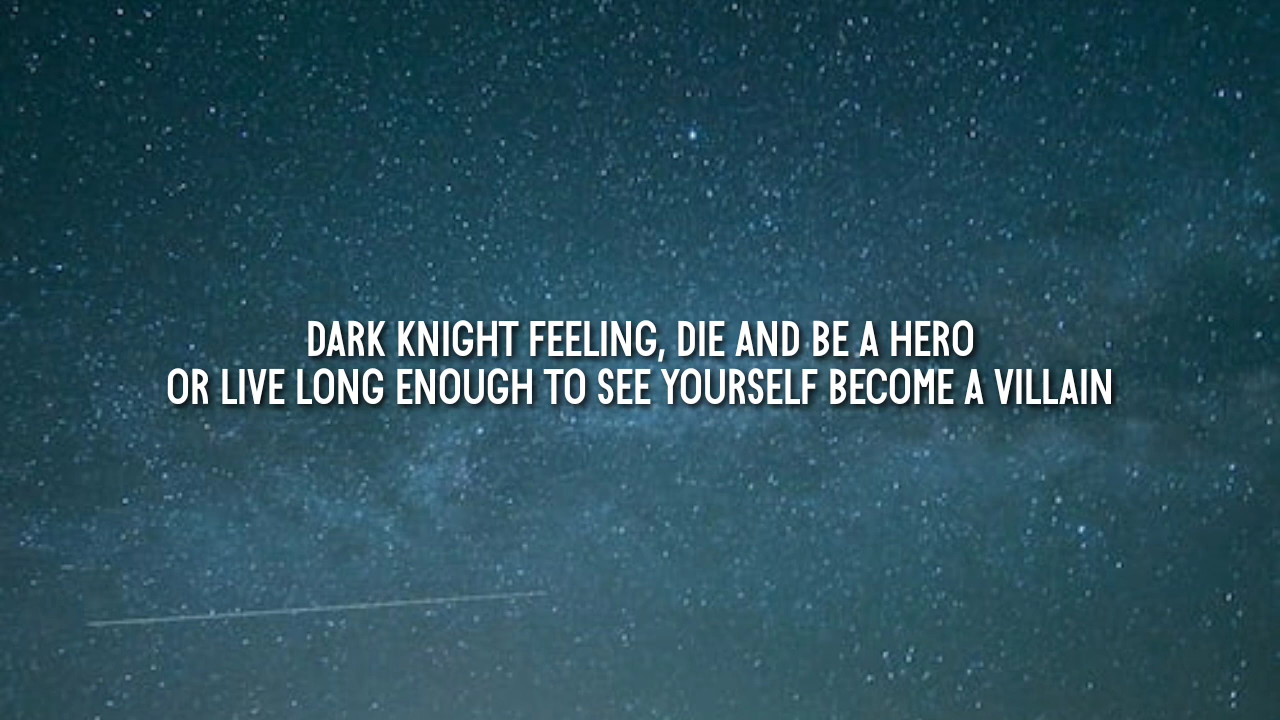 DARK KNIGHT FEELING, DIE AND BE A HERO
OR LIVE LONG ENOUGH TO SEE YOURSELF BECOME A VILLAIN